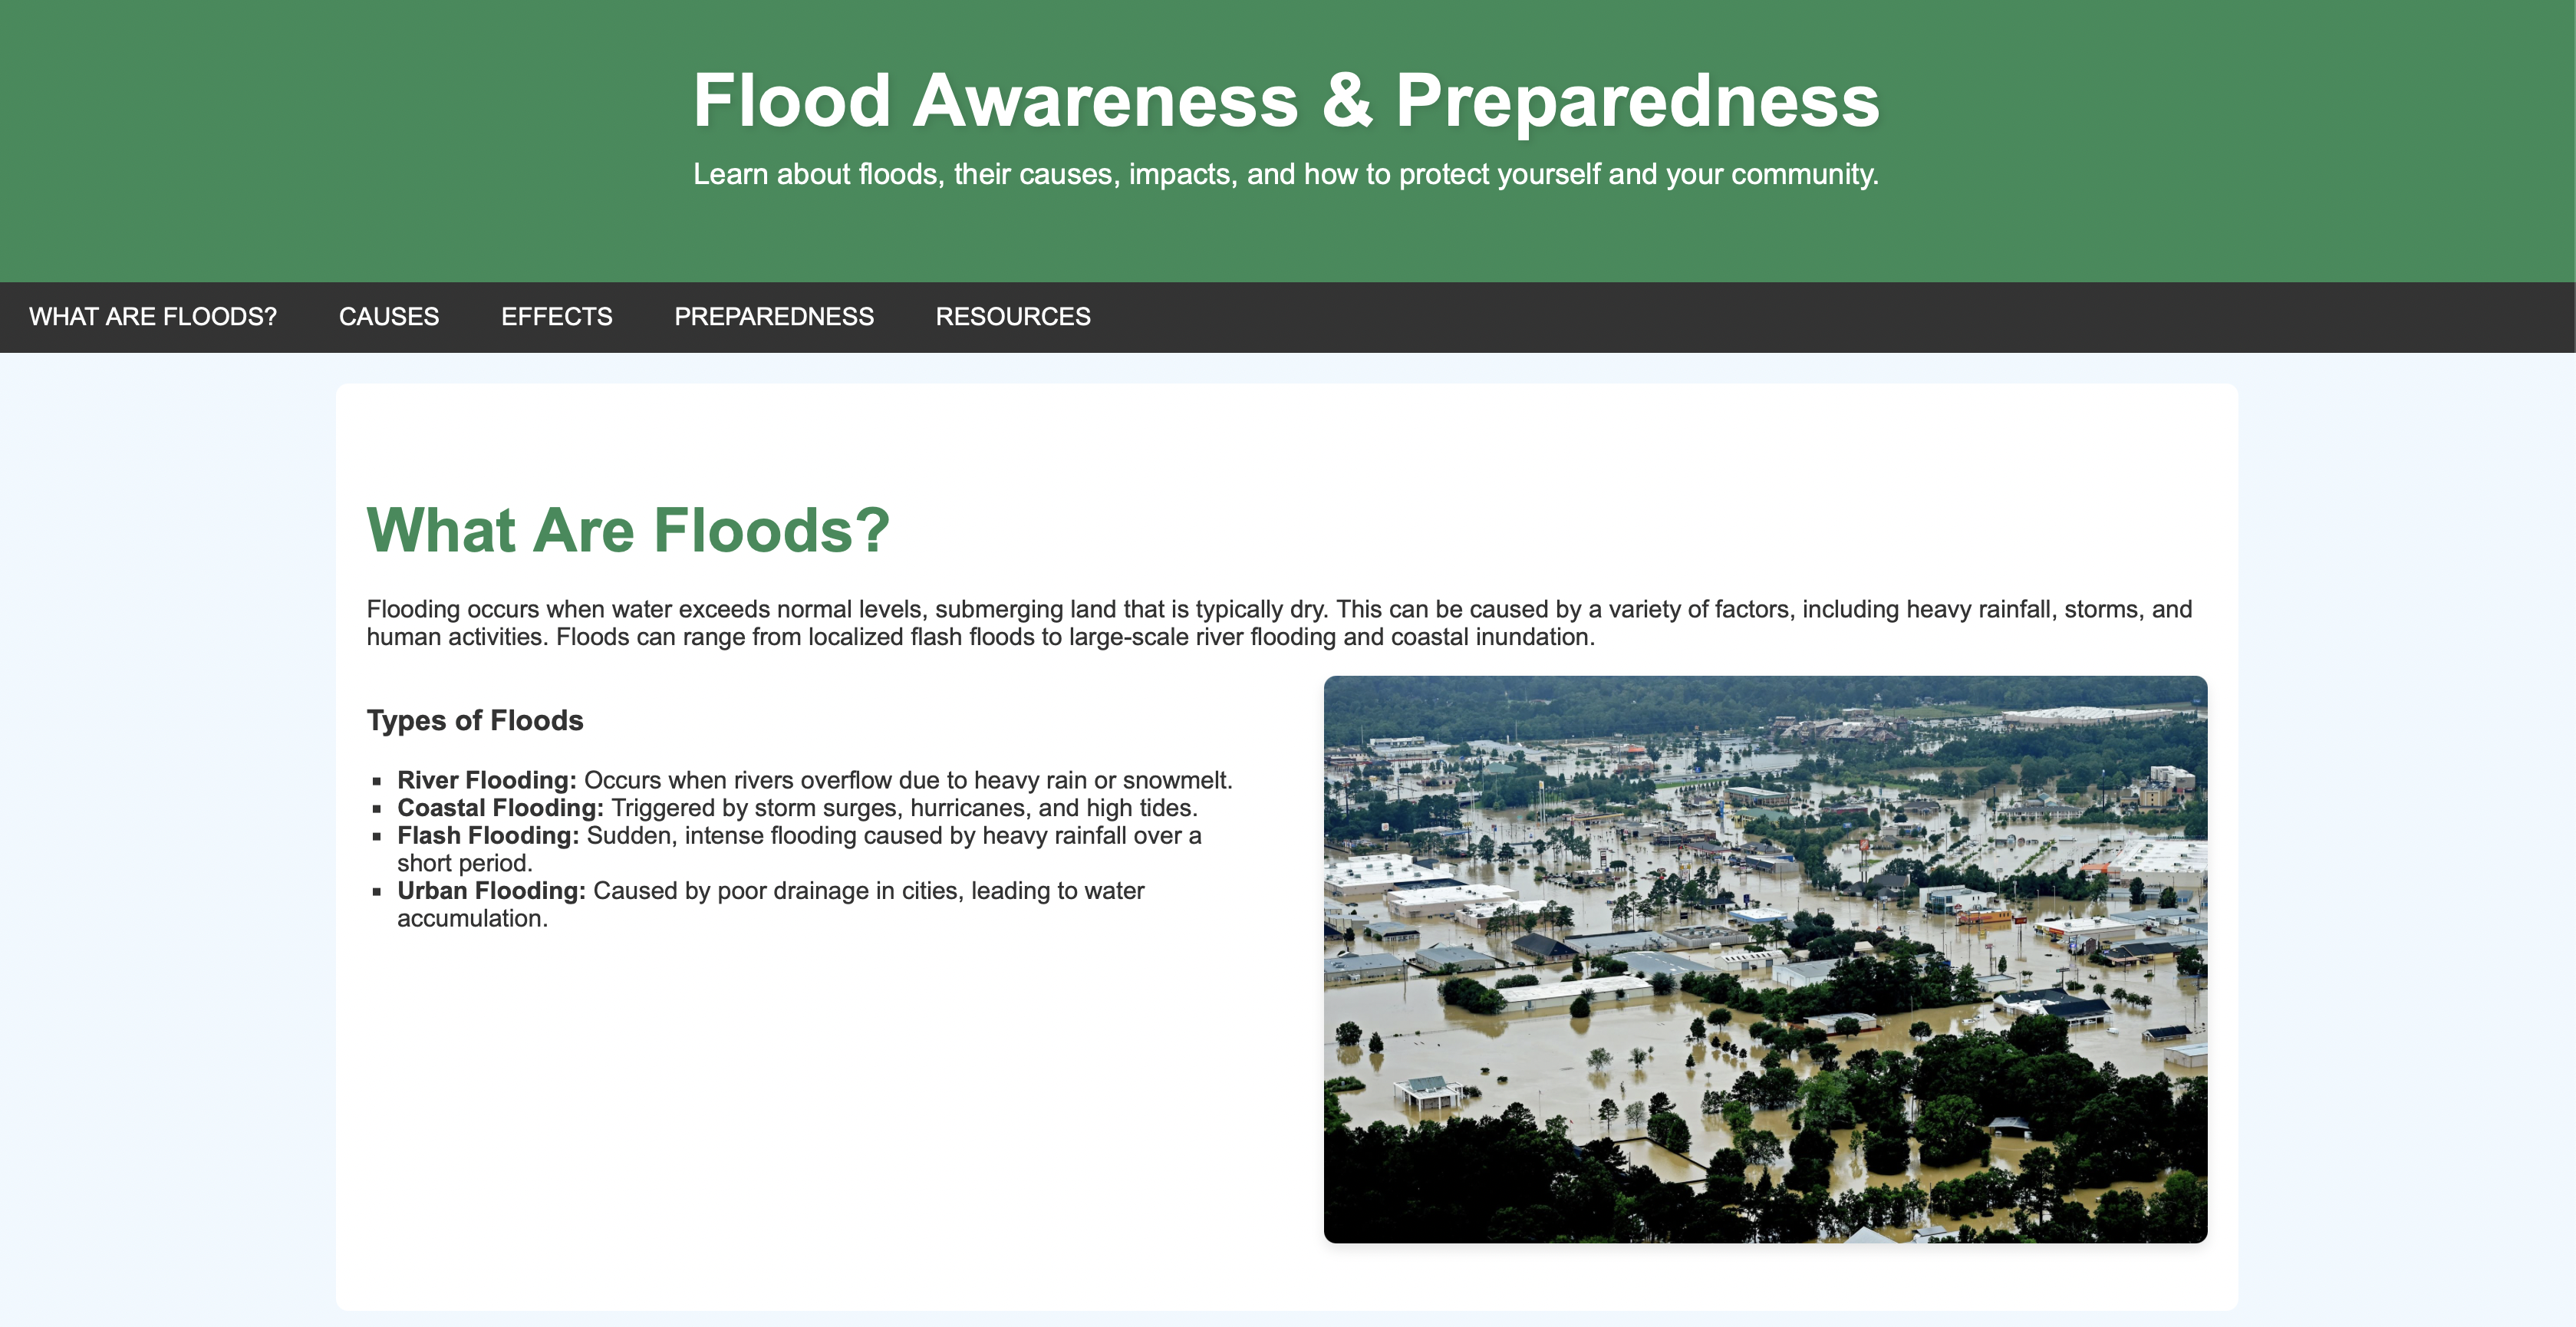 Flood Awareness & Preparedness
Learn about floods, their causes, impacts, and how to protect yourself and your community.
WHAT ARE FLOODS? CAUSES EFFECTS PREPAREDNESS RESOURCES
What Are Floods?
Flooding occurs when water exceeds normal levels, submerging land that is typically dry. This can be caused by a variety of factors, including heavy rainfall, storms, and
human activities. Floods can range from localized flash floods to large-scale river flooding and coastal inundation.
Types of Floods
River Flooding: Occurs when rivers overflow due to heavy rain or snowmelt.
Coastal Flooding: Triggered by storm surges, hurricanes, and high tides.
Flash Flooding: Sudden, intense flooding caused by heavy rainfall over a
short period.
Urban Flooding: Caused by poor drainage in cities, leading to water
accumulation.